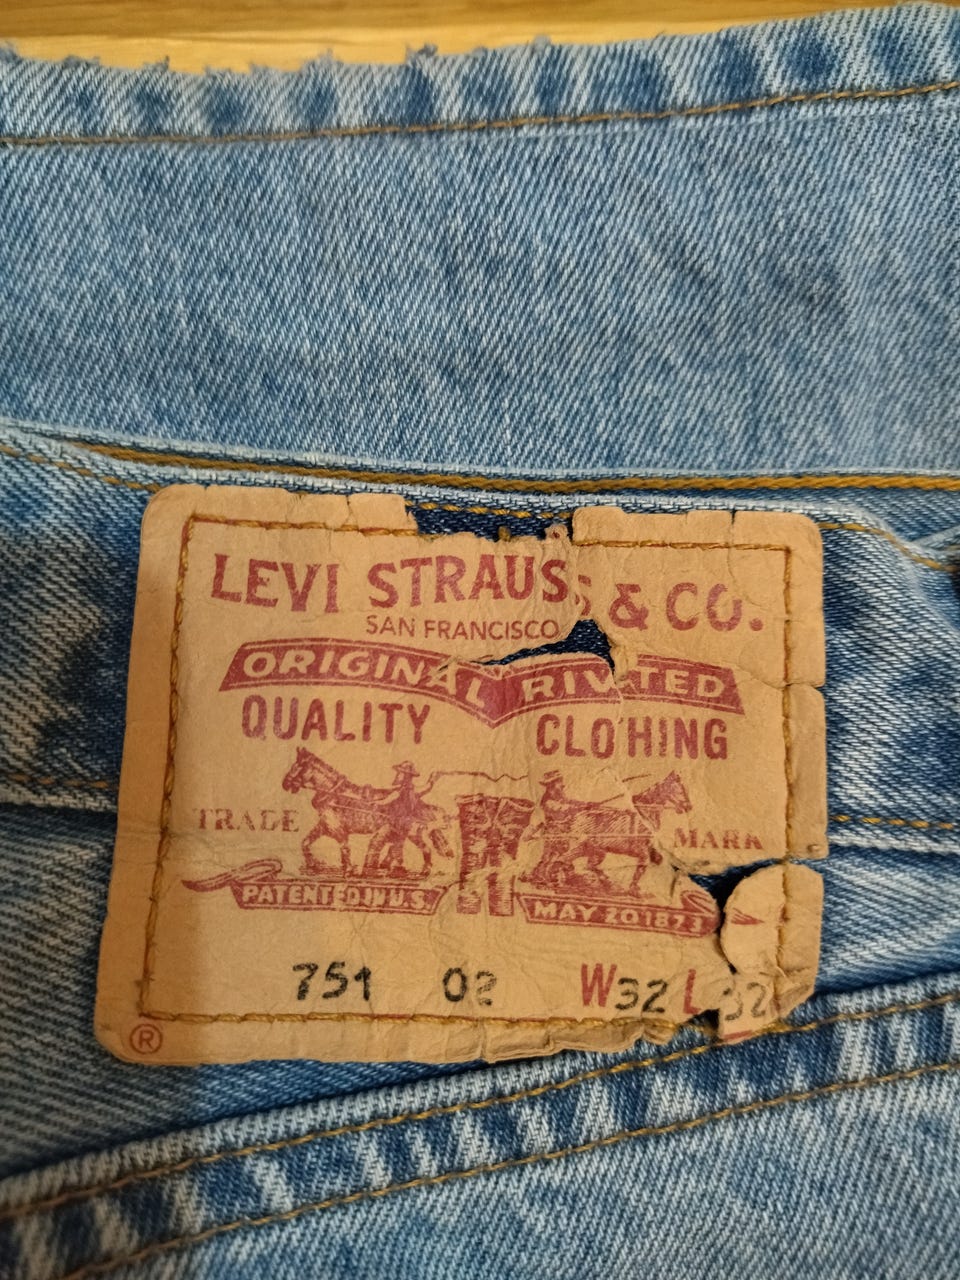 LEVI STRAUSS & CO.
SAN FRANCISCO
ORIGINAL RIVETED
QUALITY CLOTHING
TRADE MARK
PATENTED IN U.S. MAY 20 1873
751 02 W32 L32
®